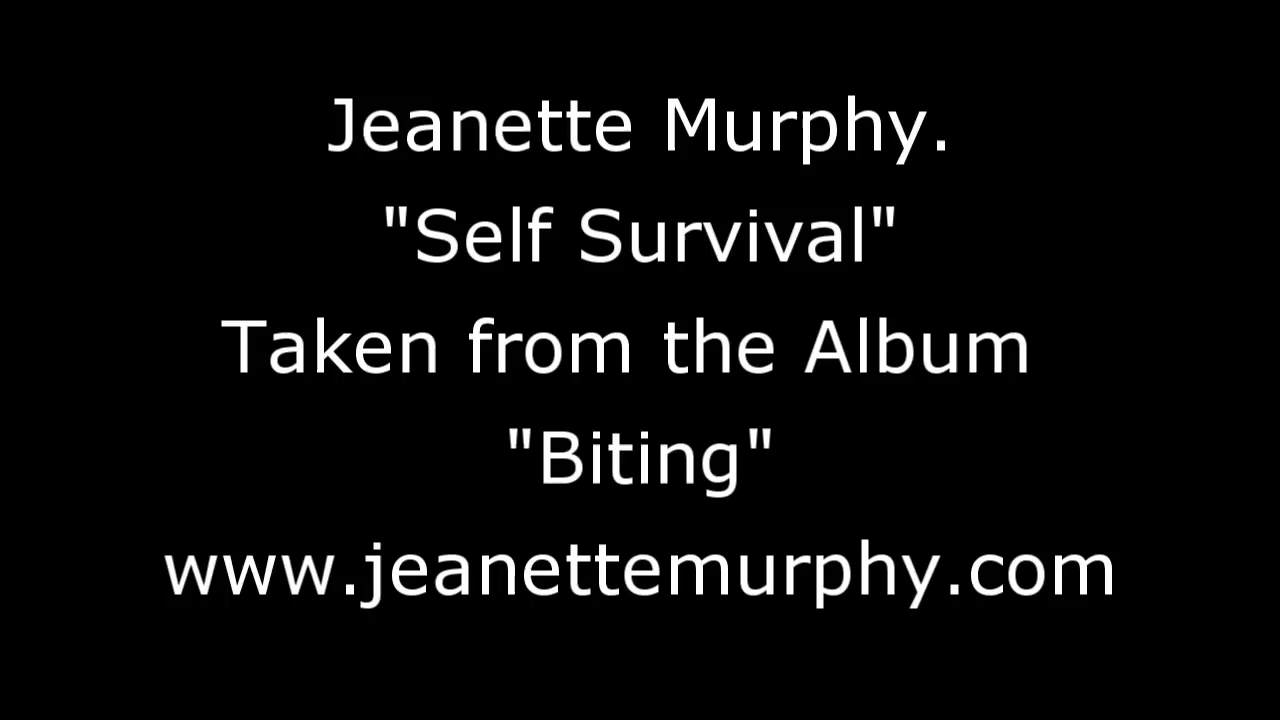 Jeanette Murphy.
"Self Survival"
Taken from the Album
"Biting"
www.jeanettemurphy.com